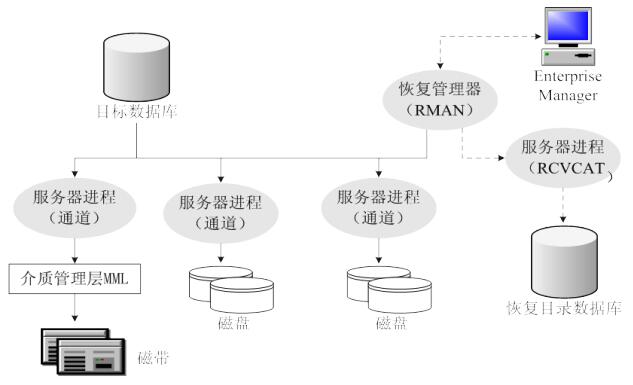 Enterprise
Manager
目标数据库
恢复管理器
(RMAN)
服务器进程
(RCVCAT)
服务器进程
(通道)
服务器进程
(通道)
服务器进程
(通道)
介质管理层MML
磁盘
磁盘
恢复目录数据库
磁带